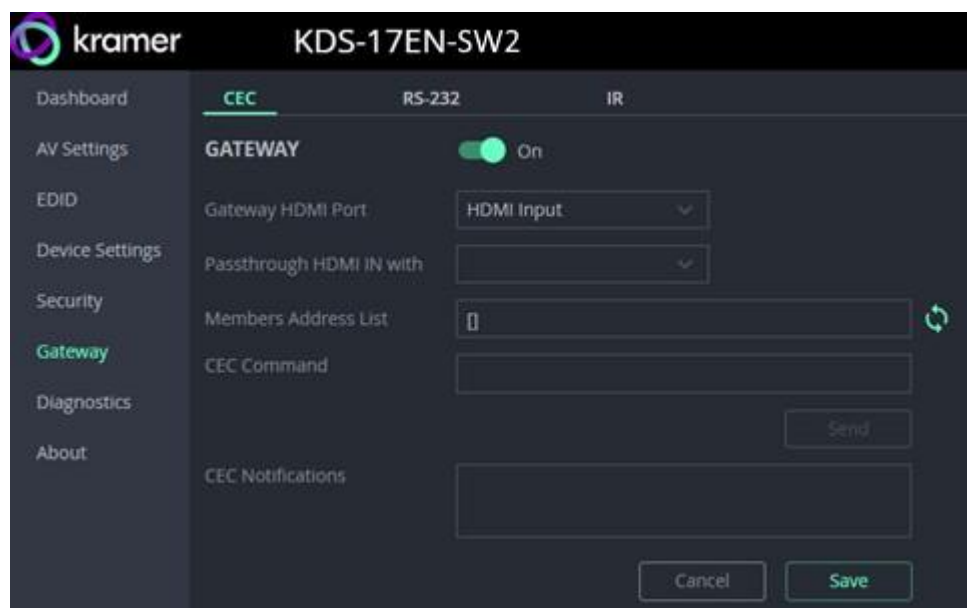 kramer KDS-17EN-SW2
Dashboard
AV Settings
EDID
Device Settings
Security
Gateway
Diagnostics
About
CEC RS-232 IR
GATEWAY On
Gateway HDMI Port HDMI Input
Passthrough HDMI IN with
Members Address List []
CEC Command
Send
CEC Notifications
Cancel Save